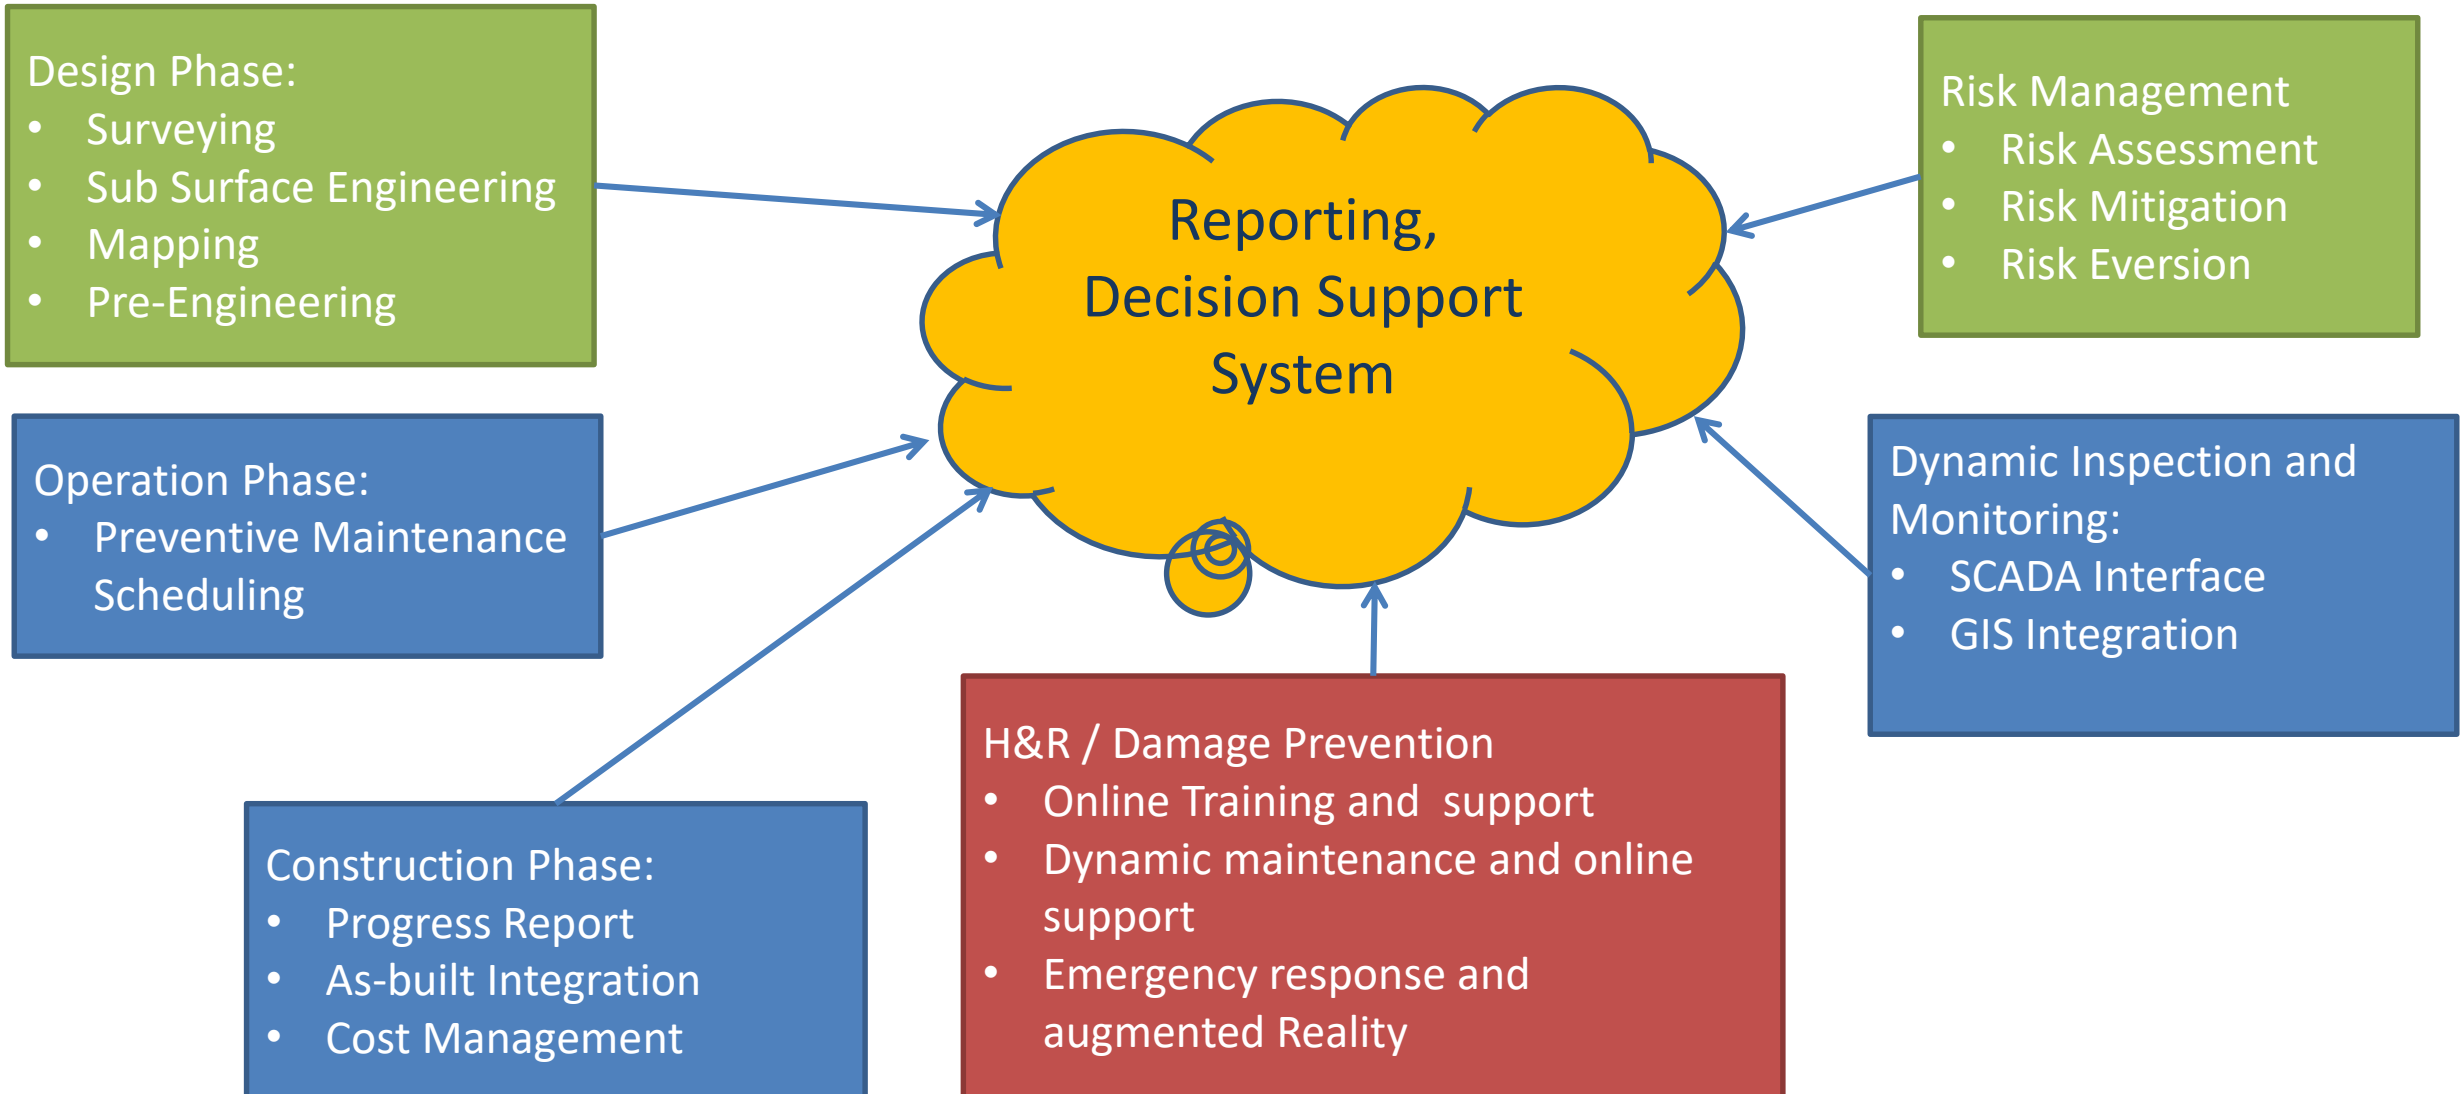 Design Phase:
• Surveying
• Sub Surface Engineering
• Mapping
• Pre-Engineering
Reporting,
Decision Support
System
Risk Management
• Risk Assessment
• Risk Mitigation
• Risk Eversion
Operation Phase:
• Preventive Maintenance
Scheduling
Dynamic Inspection and
Monitoring:
• SCADA Interface
• GIS Integration
Construction Phase:
• Progress Report
• As-built Integration
• Cost Management
H&R / Damage Prevention
• Online Training and  support
• Dynamic maintenance and online
support
• Emergency response and
augmented Reality